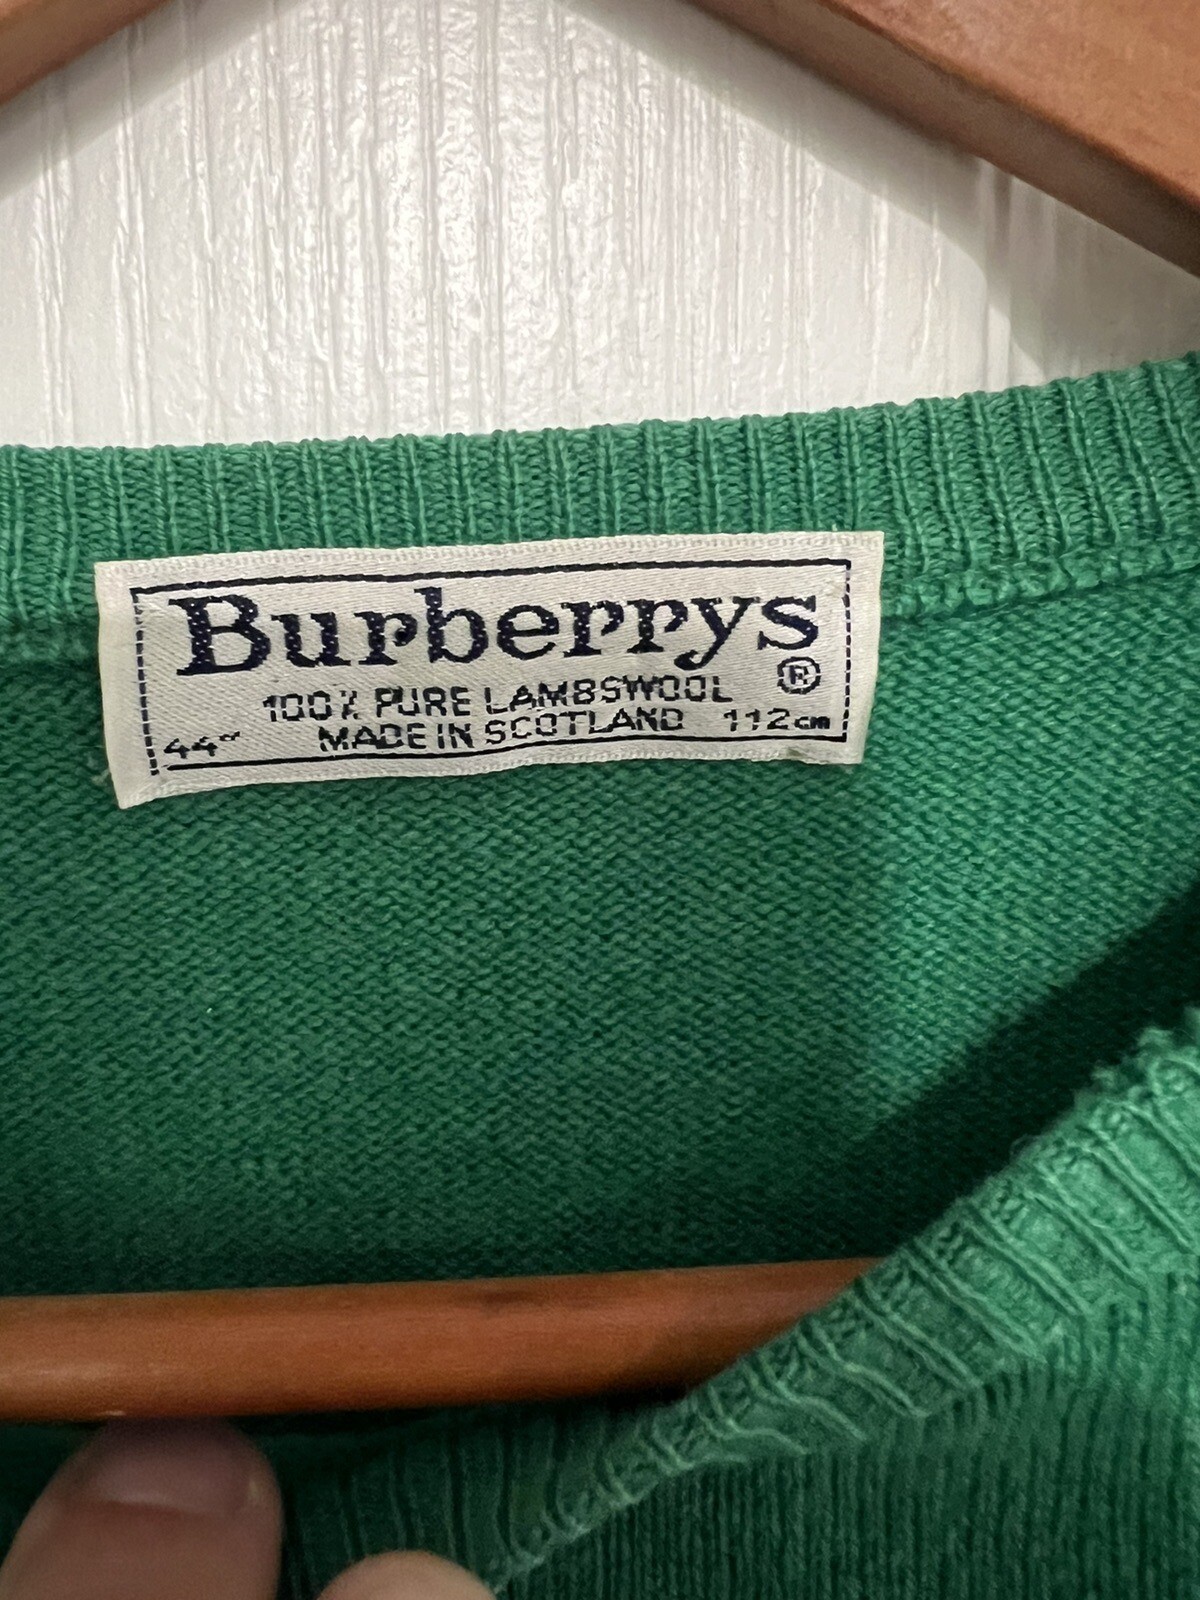 Burberrys
®
100% PURE LAMBSWOOL
44" MADE IN SCOTLAND 112cm